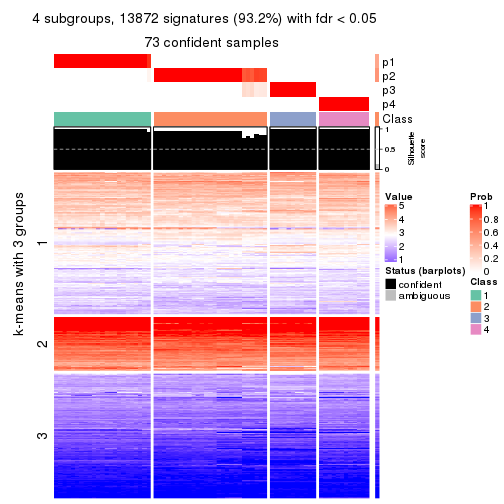 4 subgroups, 13872 signatures (93.2%) with fdr < 0.05
73 confident samples
p1
p2
p3
p4
Class
1
0.5
0
Silhouette
score
k-means with 3 groups
1
2
3
Value
5
4
3
2
1
Status (barplots)
confident
ambiguous
Prob
1
0.8
0.6
0.4
0.2
0
Class
1
2
3
4